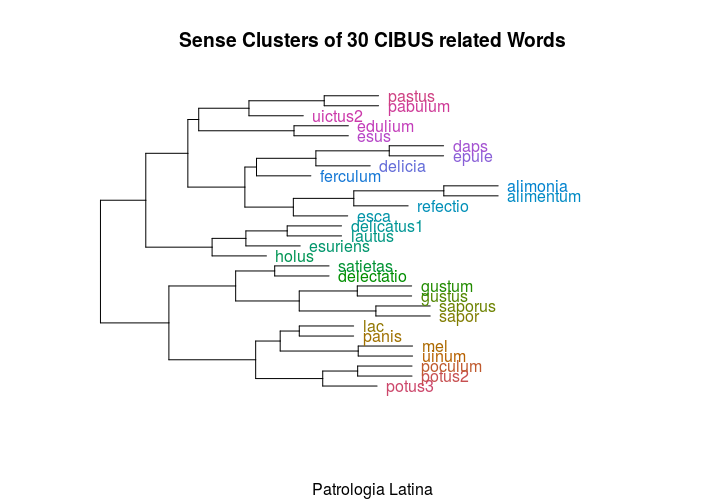 Sense Clusters of 30 CIBUS related Words
pastus
pabulum
uictus2
edulium
esus
daps
epule
delicia
ferculum
alimonia
alimentum
refectio
esca
delicatus1
lautus
esuriens
holus
satietas
delectatio
gustum
gustus
saporus
sapor
lac
panis
mel
uinum
poculum
potus2
potus3
Patrologia Latina